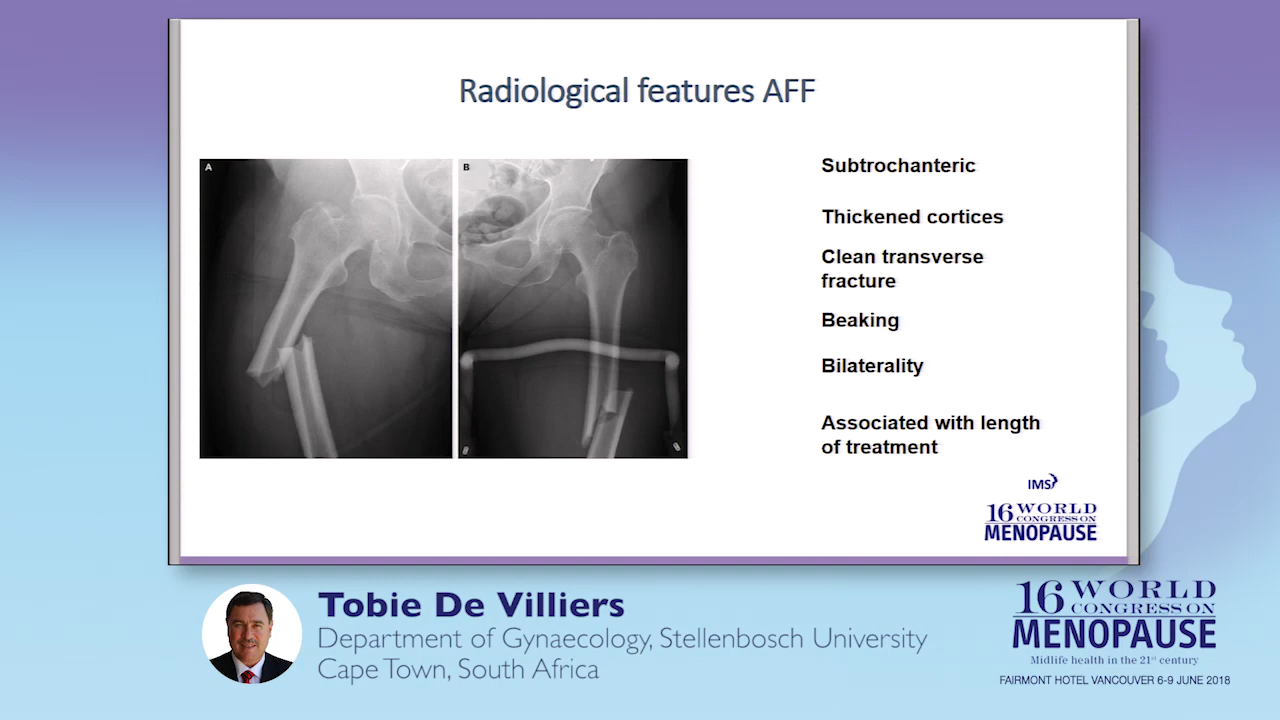 Radiological features AFF
A
B
Subtrochanteric
Thickened cortices
Clean transverse
fracture
Beaking
Bilaterality
Associated with length
of treatment
IMS
16 WORLD
CONGRESS ON
MENOPAUSE
Tobie De Villiers
Department of Gynaecology, Stellenbosch University
Cape Town, South Africa
16 WORLD
CONGRESS ON
MENOPAUSE
Midlife health in the 21st century
FAIRMONT HOTEL VANCOUVER 6-9 JUNE 2018